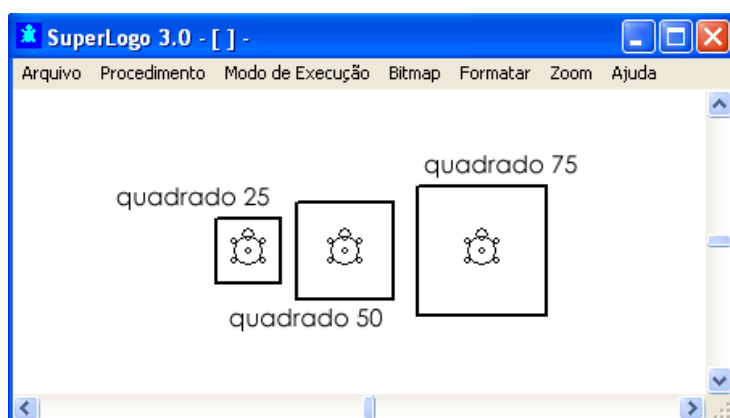 SuperLogo 3.0 - [ ] -
Arquivo Procedimento Modo de Execução Bitmap Formatar Zoom Ajuda
quadrado 75
quadrado 25
quadrado 50